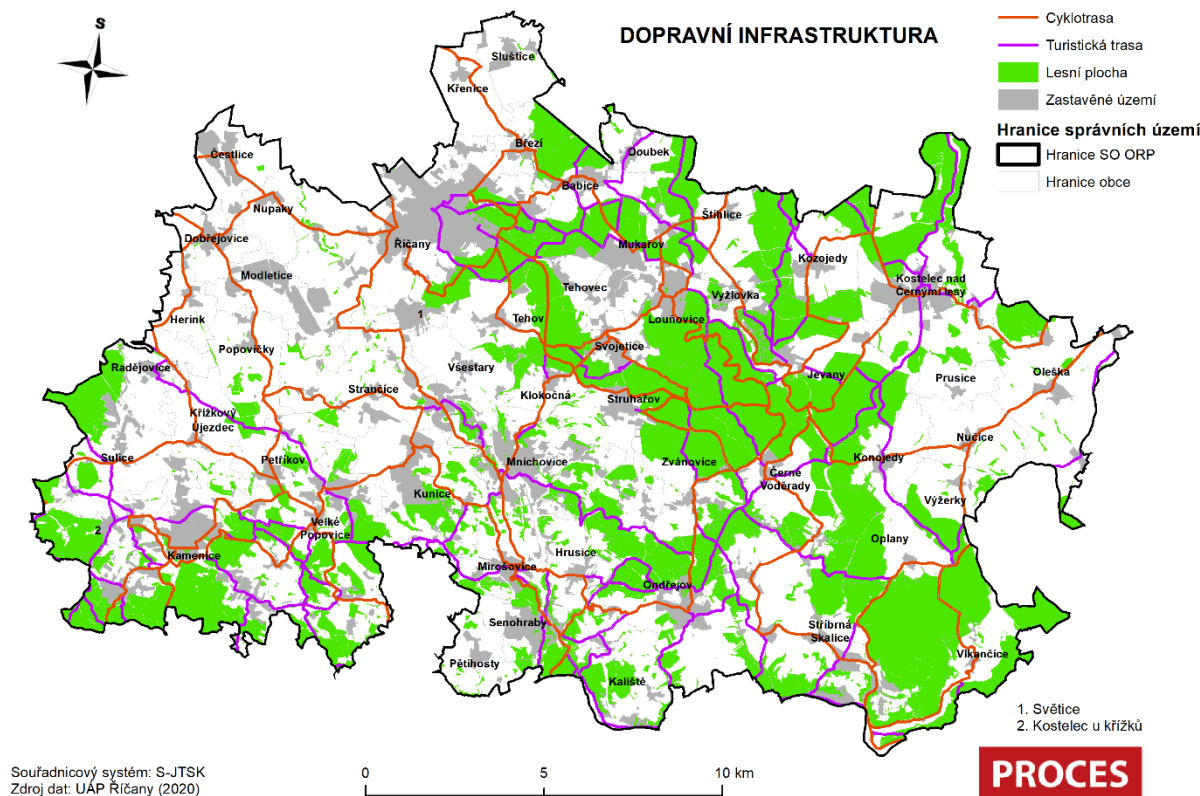 S
DOPRAVNÍ INFRASTRUKTURA
Cyklotrasa
Turistická trasa
Lesní plocha
Zastavěné území
Hranice správních území
Hranice SO ORP
Hranice obce
Sluštice
Křenice
Březí
Doubek
Čestlice
Babice
Nupaky
Štíhlice
Dobřejovice
Říčany
Mukařov
Kozojedy
Modletice
Kostelec nad
Černými lesy
Tehovec
Vyžlovka
Herink
1
Tehov
Louňovice
Popovičky
Svojetice
Radějovice
Všestary
Jevany
Oleška
Strančice
Prusice
Klokočná
Struhařov
Křížkový
Újezdec
Nučice
Sulice
Petříkov
Mnichovice
Zvánovice
Konojedy
Černé
Voděrady
Kunice
Výžerky
Velké
Popovice
2
Oplany
Kamenice
Hrusice
Mirošovice
Ondřejov
Senohraby
Stříbrná
Skalice
Vlkančice
Pětihosty
Kaliště
1. Světice
2. Kostelec u křížků
Souřadnicový systém: S-JTSK
Zdroj dat: ÚAP Říčany (2020)
0 5 10 km
PROCES